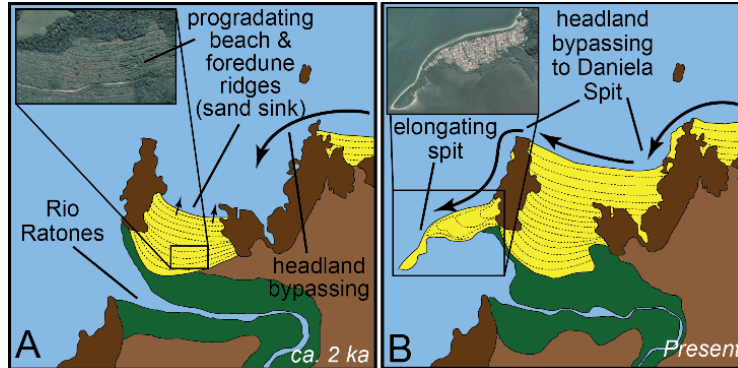 progradating
beach &
foredune
ridges
(sand sink)
Rio
Ratones
headland
bypassing
A
ca. 2 ka
headland
bypassing
to Daniela
Spit
elongating
spit
B
Present